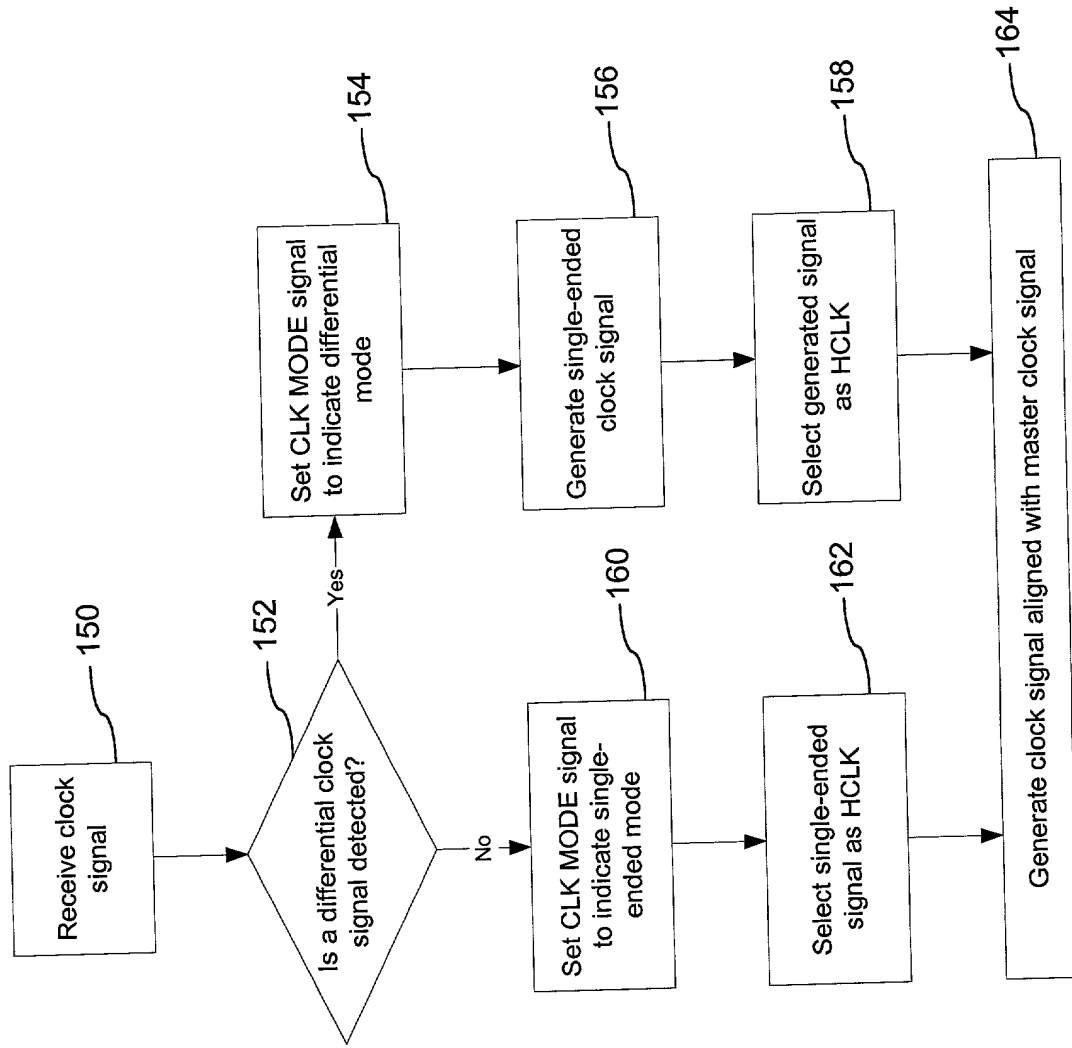 Receive clock
signal
150
Is a differential clock
signal detected?
152
Yes
No
Set CLK MODE signal
to indicate differential
mode
154
Generate single-ended
clock signal
156
Select generated signal
as HCLK
158
Set CLK MODE signal
to indicate single-
ended mode
160
Select single-ended
signal as HCLK
162
Generate clock signal aligned with master clock signal
164